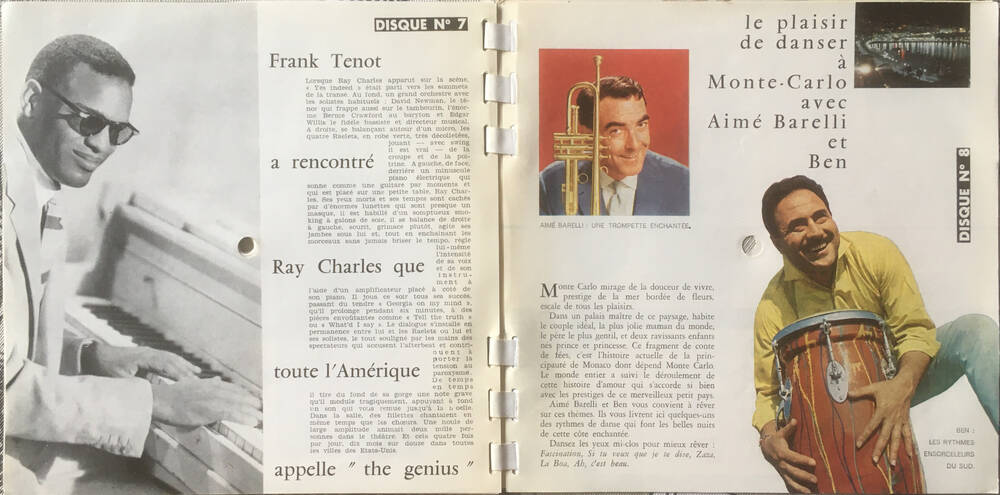 DISQUE N° 7
Frank Tenot
Lorsque Ray Charles apparut sur la scène,
« Yes indeed » était parti vers les sommets
de la transe. Au fond, un grand orchestre avec
les solistes habituels : David Newman, le té-
nor qui frappe aussi sur le tambourin, l'énor-
me Bernie Crawford au baryton et Edgar
Willis le fidèle bassiste et directeur musical.
A droite, se balançant autour d'un micro, les
quatre Raelets, en robe verte, très décolletées,
jouant — avec swing
il est vrai — de la
croupe et de la poi-
trine. A gauche, de face,
derrière un minuscule
piano électrique qui
a rencontré
sonne comme une guitare par moments et
qui est placé sur une petite table, Ray Char-
les. Ses yeux morts et ses tempes sont cachés
par d'énormes lunettes qui sont presque un
masque, il est habillé d'un somptueux smo-
king à galons de soie, il se balance de droite
à gauche, sourit, grimace plutôt, agite ses
jambes sous lui et, tout en enchaînant les
morceaux sans jamais briser le tempo, règle
lui-même
l'intensité
de sa voix
et de son
instru-
ment à
Ray Charles que
l'aide d'un amplificateur placé à côté de
son piano. Il joue ce soir tous ses succès,
passant du tendre « Georgia on my mind »,
qu'il prolonge pendant six minutes, à des
pièces envoûtantes comme « Tell the truth »
ou « What'd I say ». Le dialogue s'installe en
permanence entre lui et les Raelets ou lui et
ses solistes, le tout souligné par les mains des
spectateurs qui accusent l'afterbeat et contri-
buent à
porter la
tension au
paroxysme.
De temps
en temps
toute l'Amérique
il tire du fond de sa gorge une note grave
qu'il module tragiquement, appuyant à fond
un son qui vous remue jusqu'à la moelle.
Dans la salle, des fillettes chantaient en
même temps que les chœurs. Une houle de
large amplitude animait deux mille per-
sonnes dans le théâtre. Et cela quatre fois
par jour, dix mois sur douze dans toutes
les villes des Etats-Unis.
appelle " the genius "
le plaisir
de danser
à
Monte-Carlo
avec
Aimé Barelli
et
Ben
DISQUE N° 8
AIMÉ BARELLI : UNE TROMPETTE ENCHANTÉE.
Monte Carlo mirage de la douceur de vivre,
prestige de la mer bordée de fleurs,
escale de tous les plaisirs.
Dans un palais maître de ce paysage, habite
le couple idéal, la plus jolie maman du monde,
le père le plus gentil, et deux ravissants enfants
nés prince et princesse. Ce fragment de conte
de fées, c'est l'histoire actuelle de la prin-
cipauté de Monaco dont dépend Monte Carlo.
Le monde entier a suivi le déroulement de
cette histoire d'amour qui s'accorde si bien
avec les prestiges de ce merveilleux petit pays.
Aimé Barelli et Ben vous convient à rêver
sur ces thèmes. Ils vous livrent ici quelques-uns
des rythmes de danse qui font les belles nuits
de cette côte enchantée.
Dansez les yeux mi-clos pour mieux rêver :
Fascination, Si tu veux que je te dise, Zaza,
La Boa, Ah, c'est beau.
BEN :
LES RYTHMES
ENSORCELEURS
DU SUD.